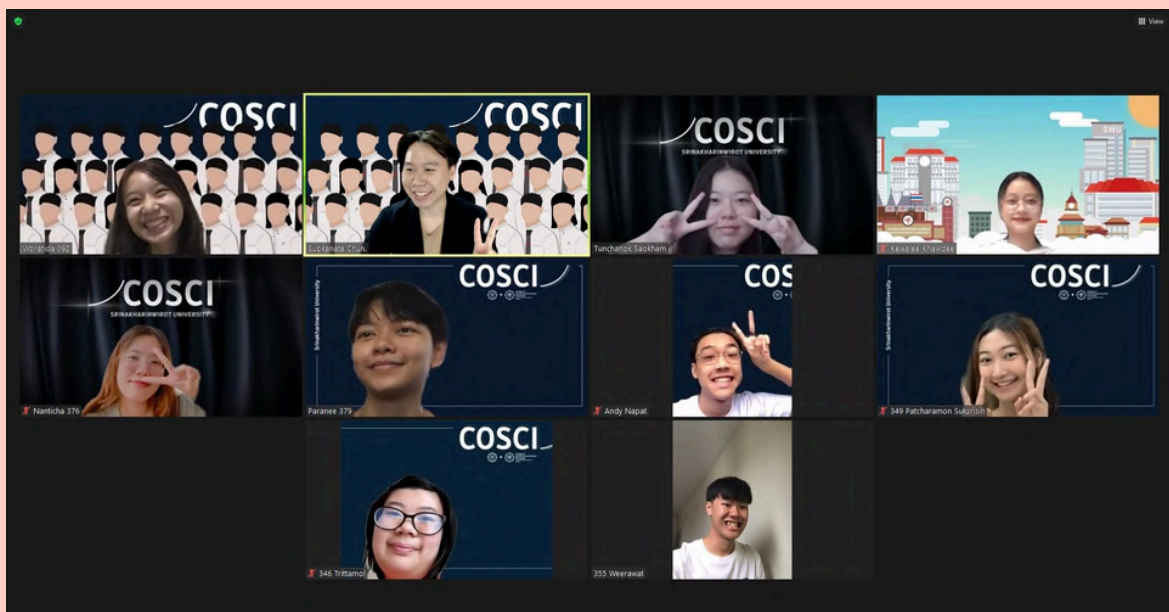 View
COSCI
Woratida 092
COSCI
Supkanate Chun.
COSCI
SRINAKHARINWIROT UNIVERSITY
Tunchanok Saokham
SWU
Kewalee Khawdee
COSCI
SRINAKHARINWIROT UNIVERSITY
Nanticha 376
Srinakharinwirot University
COSCI
Paranee 379
COS
Andy Napat
Srinakharinwirot University
COSCI
349 Patcharamon Suksrisin
COSCI
346 Trittamol
355 Weerawat